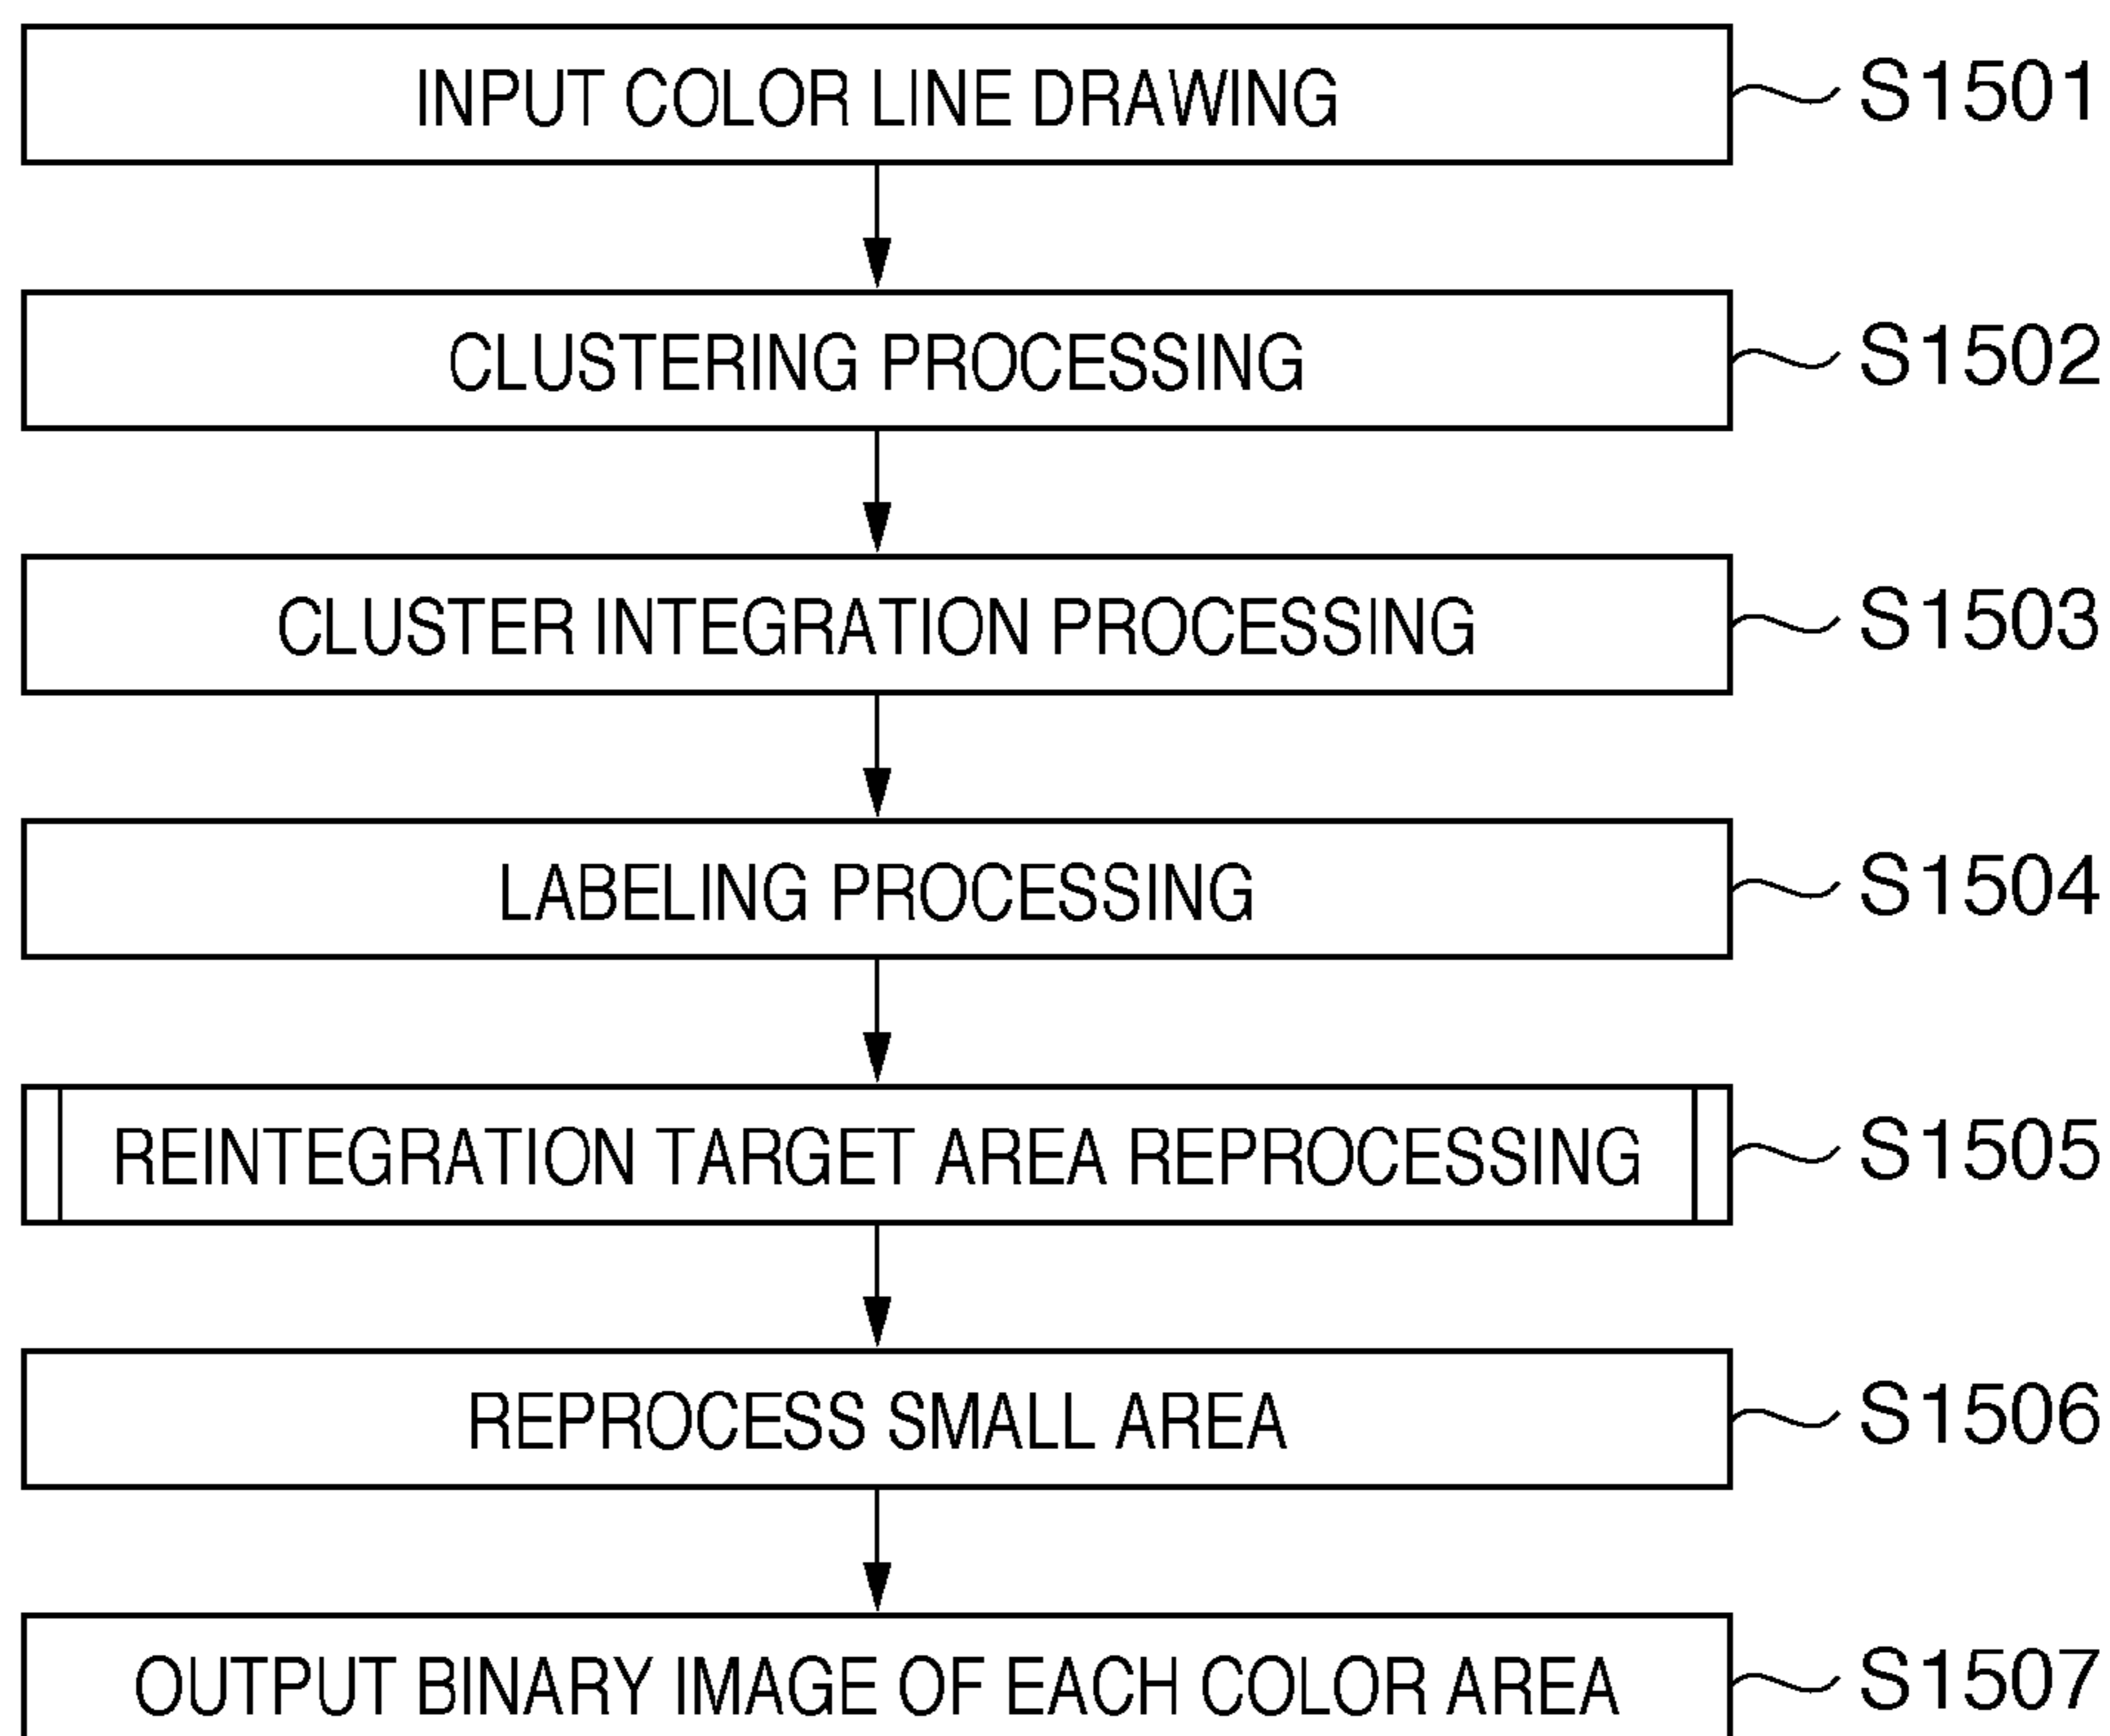 INPUT COLOR LINE DRAWING S1501
CLUSTERING PROCESSING S1502
CLUSTER INTEGRATION PROCESSING S1503
LABELING PROCESSING S1504
REINTEGRATION TARGET AREA REPROCESSING S1505
REPROCESS SMALL AREA S1506
OUTPUT BINARY IMAGE OF EACH COLOR AREA S1507